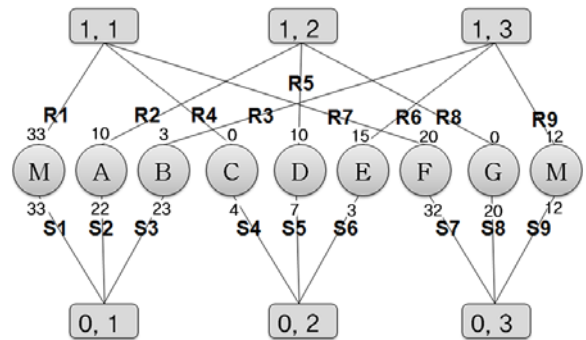 1, 1 1, 2 1, 3
R5
R1 R2 R4 R3 R7 R6 R8 R9
33 10 3 0 10 15 20 0 12
M A B C D E F G M
33 22 23 4 7 3 32 20 12
S1 S2 S3 S4 S5 S6 S7 S8 S9
0, 1 0, 2 0, 3